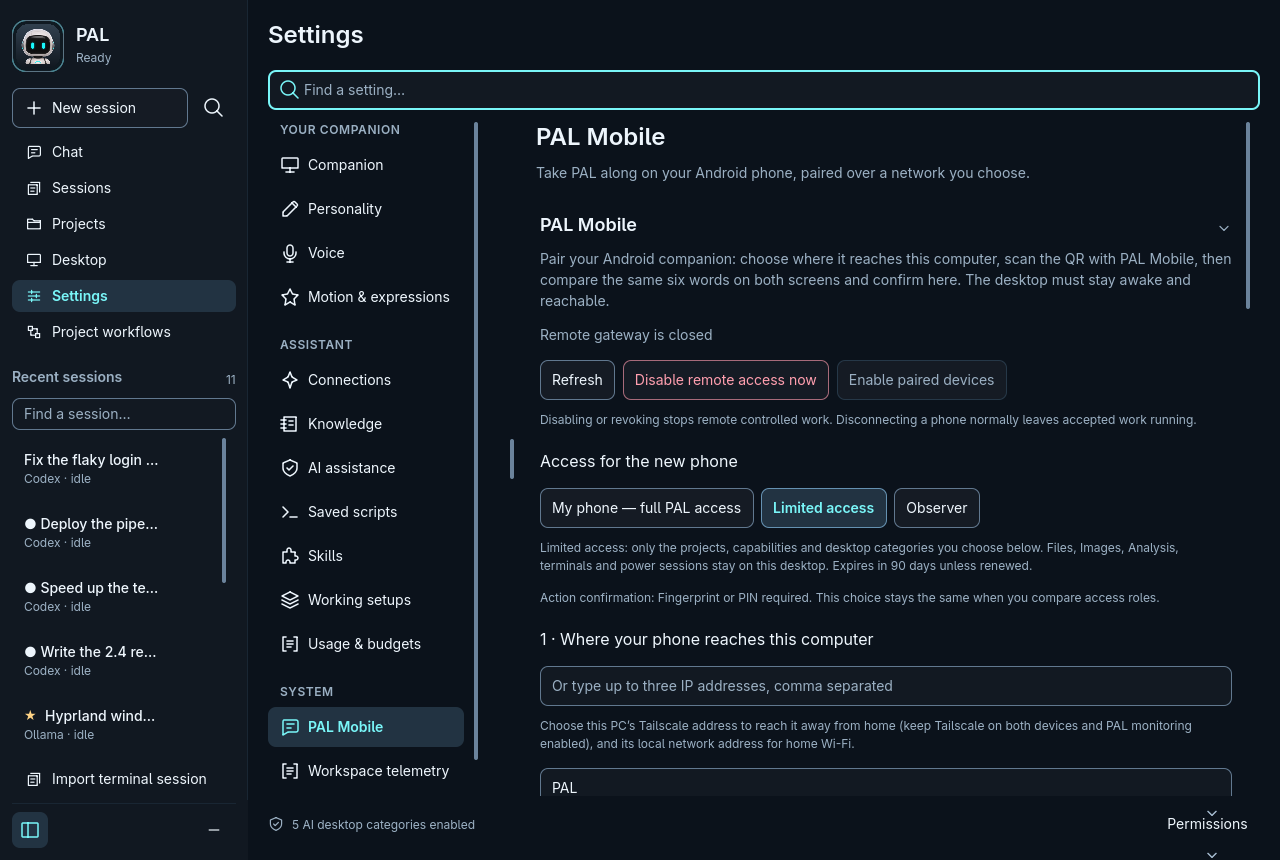 PAL
Ready
New session
Chat
Sessions
Projects
Desktop
Settings
Project workflows
Recent sessions
11
Find a session...
Fix the flaky login ...
Codex · idle
Deploy the pipe...
Codex · idle
Speed up the te...
Codex · idle
Write the 2.4 re...
Codex · idle
Hyprland wind...
Ollama · idle
Import terminal session
Settings
Find a setting...
YOUR COMPANION
Companion
Personality
Voice
Motion & expressions
ASSISTANT
Connections
Knowledge
AI assistance
Saved scripts
Skills
Working setups
Usage & budgets
SYSTEM
PAL Mobile
Workspace telemetry
PAL Mobile
Take PAL along on your Android phone, paired over a network you choose.
PAL Mobile
Pair your Android companion: choose where it reaches this computer, scan the QR with PAL Mobile, then
compare the same six words on both screens and confirm here. The desktop must stay awake and
reachable.
Remote gateway is closed
Refresh
Disable remote access now
Enable paired devices
Disabling or revoking stops remote controlled work. Disconnecting a phone normally leaves accepted work running.
Access for the new phone
My phone — full PAL access
Limited access
Observer
Limited access: only the projects, capabilities and desktop categories you choose below. Files, Images, Analysis,
terminals and power sessions stay on this desktop. Expires in 90 days unless renewed.
Action confirmation: Fingerprint or PIN required. This choice stays the same when you compare access roles.
1 · Where your phone reaches this computer
Or type up to three IP addresses, comma separated
Choose this PC's Tailscale address to reach it away from home (keep Tailscale on both devices and PAL monitoring
enabled), and its local network address for home Wi-Fi.
PAL
5 AI desktop categories enabled
Permissions